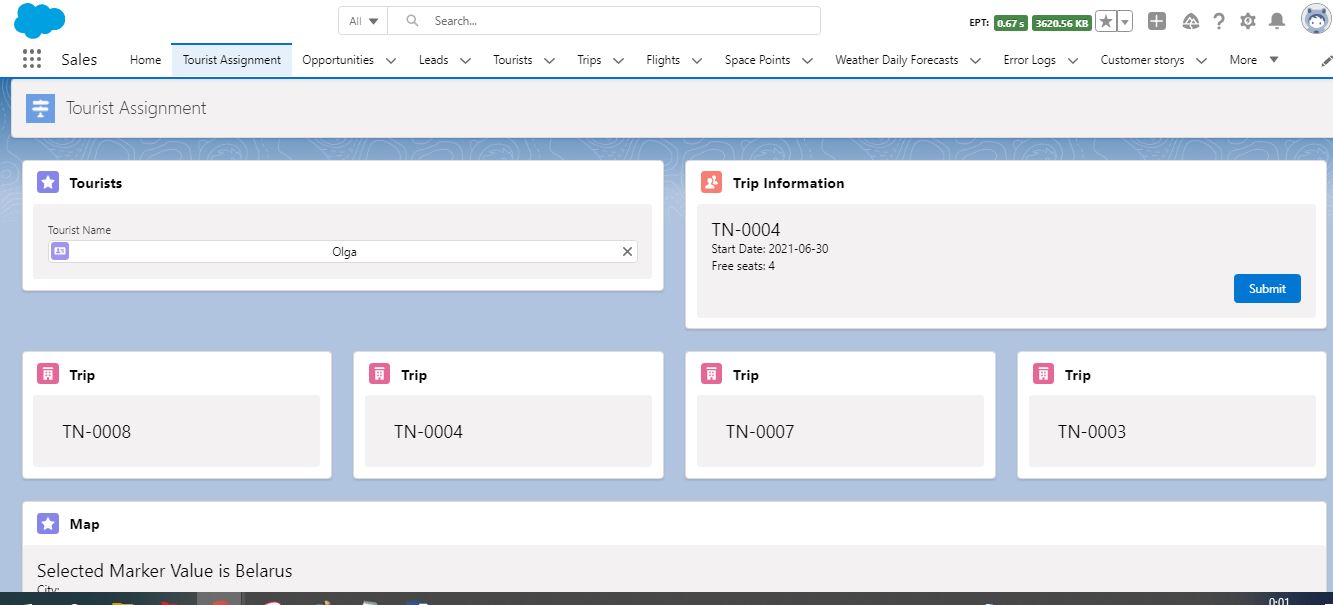 All
Search...
EPT: 0.67 s 3620.56 KB
Sales
Home
Tourist Assignment
Opportunities
Leads
Tourists
Trips
Flights
Space Points
Weather Daily Forecasts
Error Logs
Customer storys
More
Tourist Assignment
Tourists
Tourist Name
Olga
Trip Information
TN-0004
Start Date: 2021-06-30
Free seats: 4
Submit
Trip
TN-0008
Trip
TN-0004
Trip
TN-0007
Trip
TN-0003
Map
Selected Marker Value is Belarus
City:
0:01